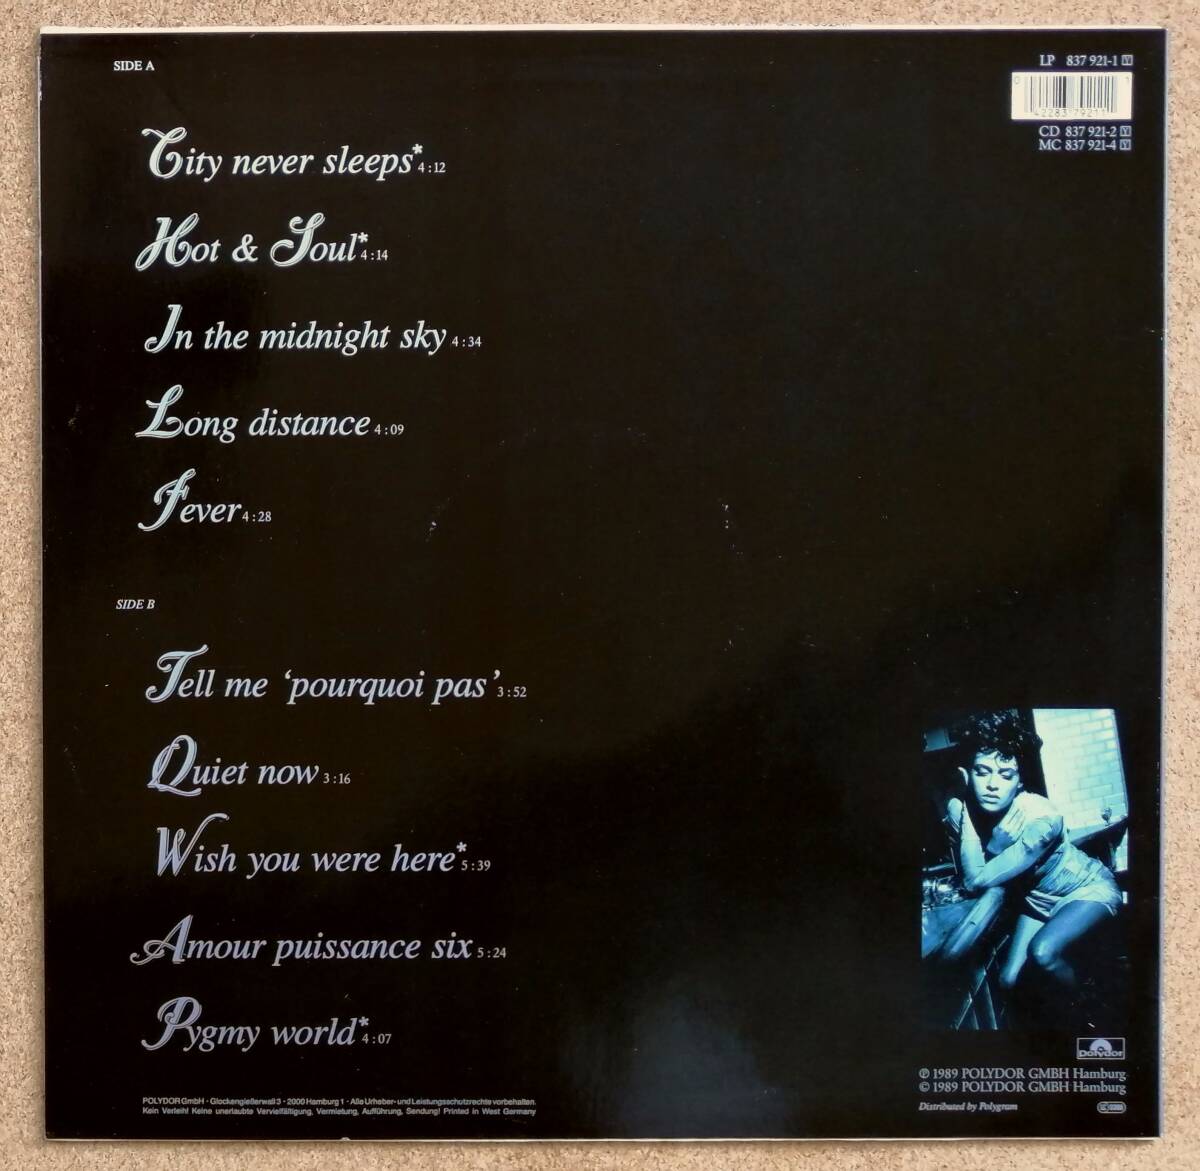 SIDE A
City never sleeps* 4:12
Hot & Soul* 4:14
In the midnight sky 4:34
Long distance 4:09
Fever 4:28
SIDE B
Tell me ‘pourquoi pas’ 3:52
Quiet now 3:16
Wish you were here* 5:39
Amour puissance six 5:24
Pygmy world* 4:07
POLYDOR GmbH · Glockengießerwall 3 · 2000 Hamburg 1 · Alle Urheber- und Leistungsschutzrechte vorbehalten.
Kein Verleih! Keine unerlaubte Vervielfältigung, Vermietung, Aufführung, Sendung! Printed in West Germany
LP 837 921-1 Y
0 42283 79211 1
CD 837 921-2 Y
MC 837 921-4 Y
Polydor
℗ 1989 POLYDOR GMBH Hamburg
© 1989 POLYDOR GMBH Hamburg
Distributed by Polygram